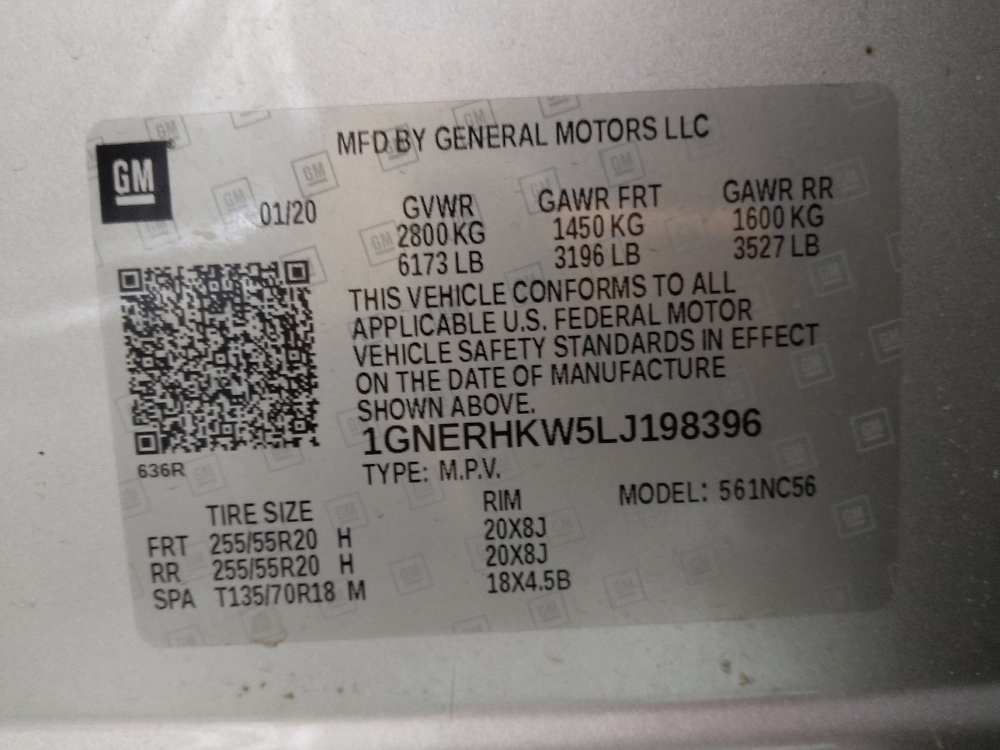 MFD BY GENERAL MOTORS LLC
GM
01/20
GVWR GAWR FRT GAWR RR
2800 KG 1450 KG 1600 KG
6173 LB 3196 LB 3527 LB
THIS VEHICLE CONFORMS TO ALL
APPLICABLE U.S. FEDERAL MOTOR
VEHICLE SAFETY STANDARDS IN EFFECT
ON THE DATE OF MANUFACTURE
SHOWN ABOVE.
1GNERHKW5LJ198396
636R
TYPE: M.P.V.
TIRE SIZE RIM MODEL: 561NC56
FRT 255/55R20 H 20X8J
RR 255/55R20 H 20X8J
SPA T135/70R18 M 18X4.5B